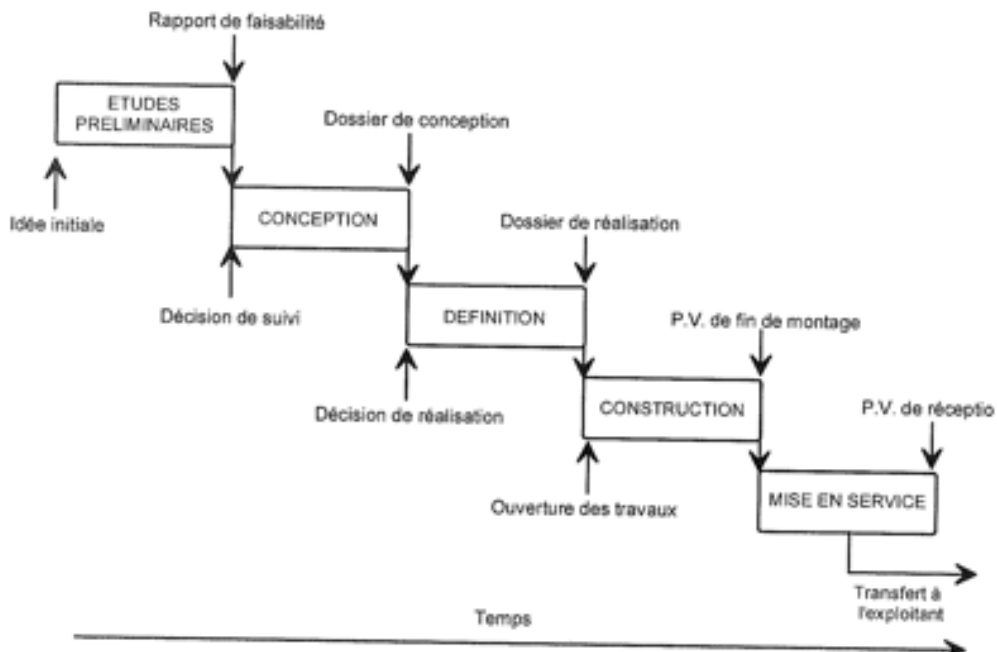 Rapport de faisabilité
ETUDES
PRELIMINAIRES
Dossier de conception
Idée initiale
CONCEPTION
Dossier de réalisation
Décision de suivi
DEFINITION
P.V. de fin de montage
Décision de réalisation
CONSTRUCTION
P.V. de réceptio
Ouverture des travaux
MISE EN SERVICE
Transfert à
l'exploitant
Temps